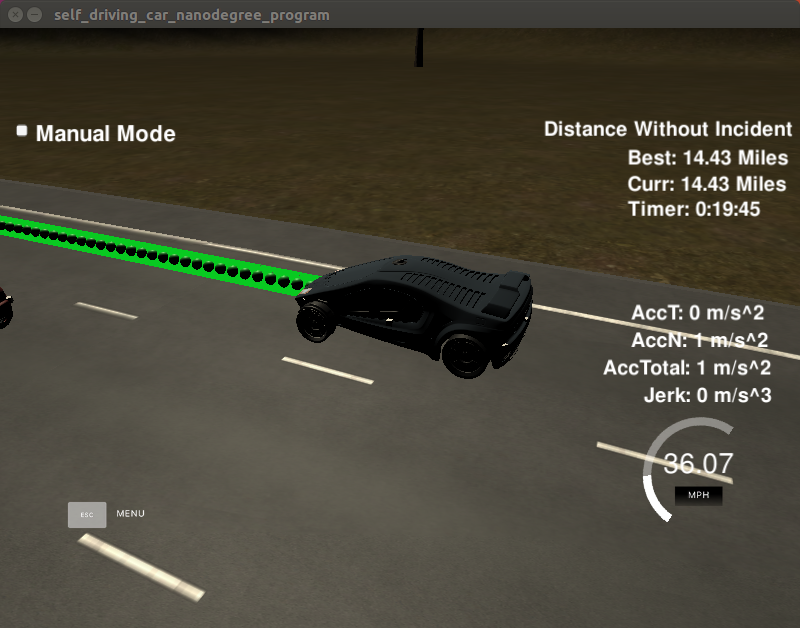 self_driving_car_nanodegree_program
Manual Mode
Distance Without Incident
Best: 14.43 Miles
Curr: 14.43 Miles
Timer: 0:19:45
AccT: 0 m/s^2
AccN: 1 m/s^2
AccTotal: 1 m/s^2
Jerk: 0 m/s^3
36.07
MPH
ESC MENU